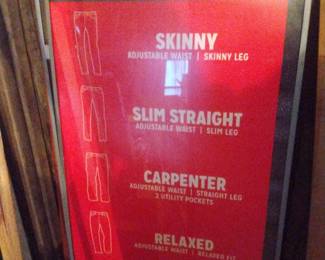 SKINNY
ADJUSTABLE WAIST | SKINNY LEG
SLIM STRAIGHT
ADJUSTABLE WAIST | SLIM LEG
CARPENTER
ADJUSTABLE WAIST | STRAIGHT LEG
2 UTILITY POCKETS
RELAXED
ADJUSTABLE WAIST | RELAXED FIT